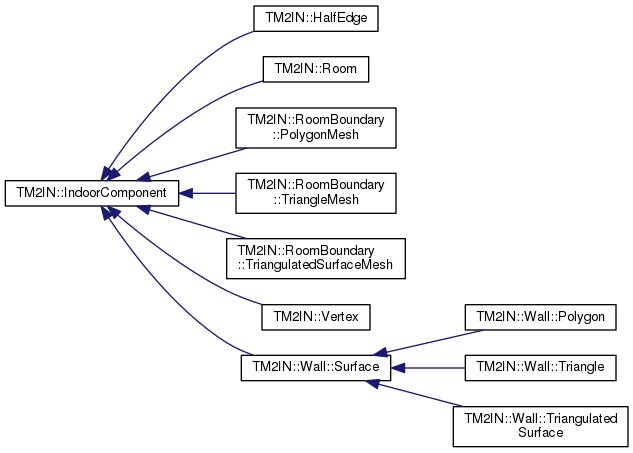 TM2IN::HalfEdge
TM2IN::Room
TM2IN::RoomBoundary
::PolygonMesh
TM2IN::IndoorComponent
TM2IN::RoomBoundary
::TriangleMesh
TM2IN::RoomBoundary
::TriangulatedSurfaceMesh
TM2IN::Vertex
TM2IN::Wall::Surface
TM2IN::Wall::Polygon
TM2IN::Wall::Triangle
TM2IN::Wall::Triangulated
Surface